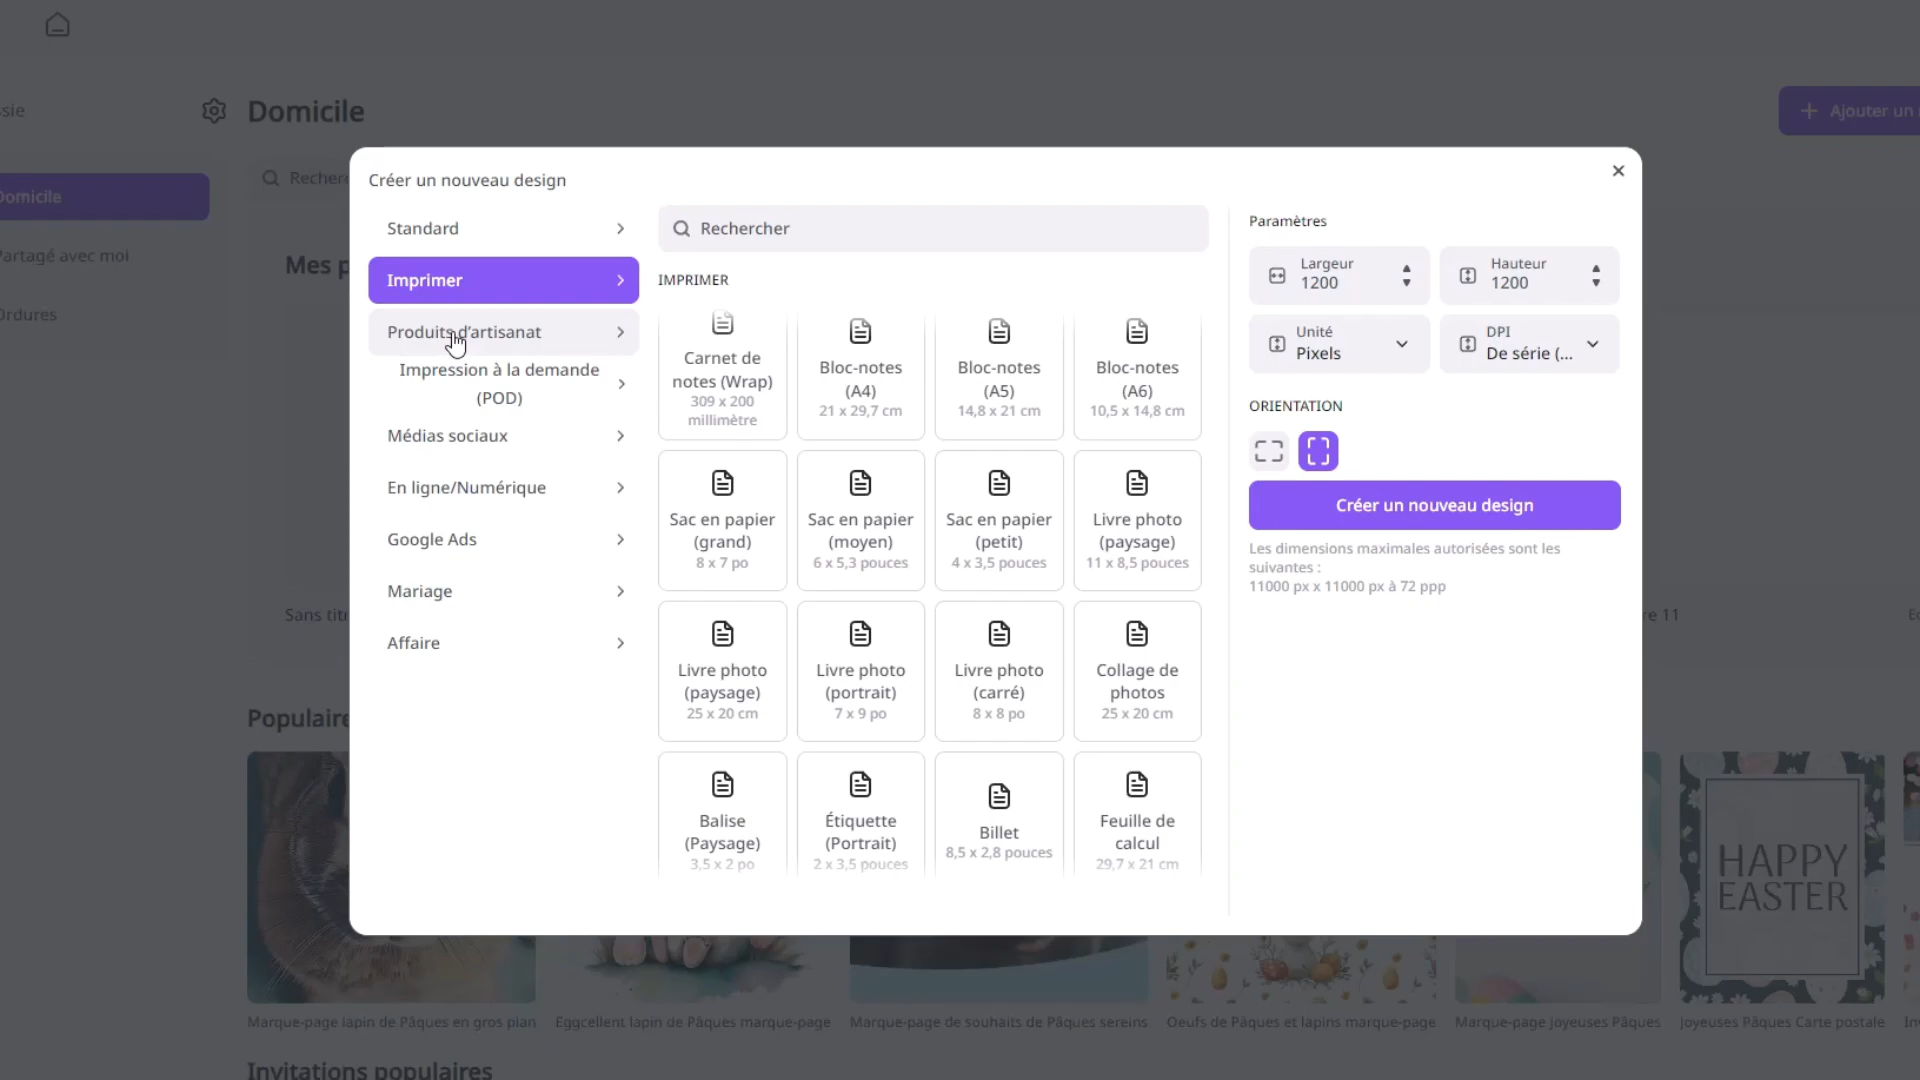 sie
Domicile
Ajouter un
Domicile
Recher
Partagé avec moi
Mes p
Ordures
Créer un nouveau design
Standard
Imprimer
Produits d'artisanat
Impression à la demande
(POD)
Médias sociaux
En ligne/Numérique
Google Ads
Mariage
Affaire
Rechercher
IMPRIMER
Carnet de
notes (Wrap)
309 x 200
millimètre
Bloc-notes
(A4)
21 x 29,7 cm
Bloc-notes
(A5)
14,8 x 21 cm
Bloc-notes
(A6)
10,5 x 14,8 cm
Sac en papier
(grand)
8 x 7 po
Sac en papier
(moyen)
6 x 5,3 pouces
Sac en papier
(petit)
4 x 3,5 pouces
Livre photo
(paysage)
11 x 8,5 pouces
Livre photo
(paysage)
25 x 20 cm
Livre photo
(portrait)
7 x 9 po
Livre photo
(carré)
8 x 8 po
Collage de
photos
25 x 20 cm
Balise
(Paysage)
3,5 x 2 po
Étiquette
(Portrait)
2 x 3,5 pouces
Billet
8,5 x 2,8 pouces
Feuille de
calcul
29,7 x 21 cm
Paramètres
Largeur
1200
Hauteur
1200
Unité
Pixels
DPI
De série (...
ORIENTATION
Créer un nouveau design
Les dimensions maximales autorisées sont les
suivantes :
11000 px x 11000 px à 72 ppp
Sans titr
re 11
Populaire
HAPPY
EASTER
Marque-page lapin de Pâques en gros plan
Eggcellent lapin de Pâques marque-page
Marque-page de souhaits de Pâques sereins
Oeufs de Pâques et lapins marque-page
Marque-page joyeuses Pâques
Joyeuses Pâques Carte postale
Invitations populaires